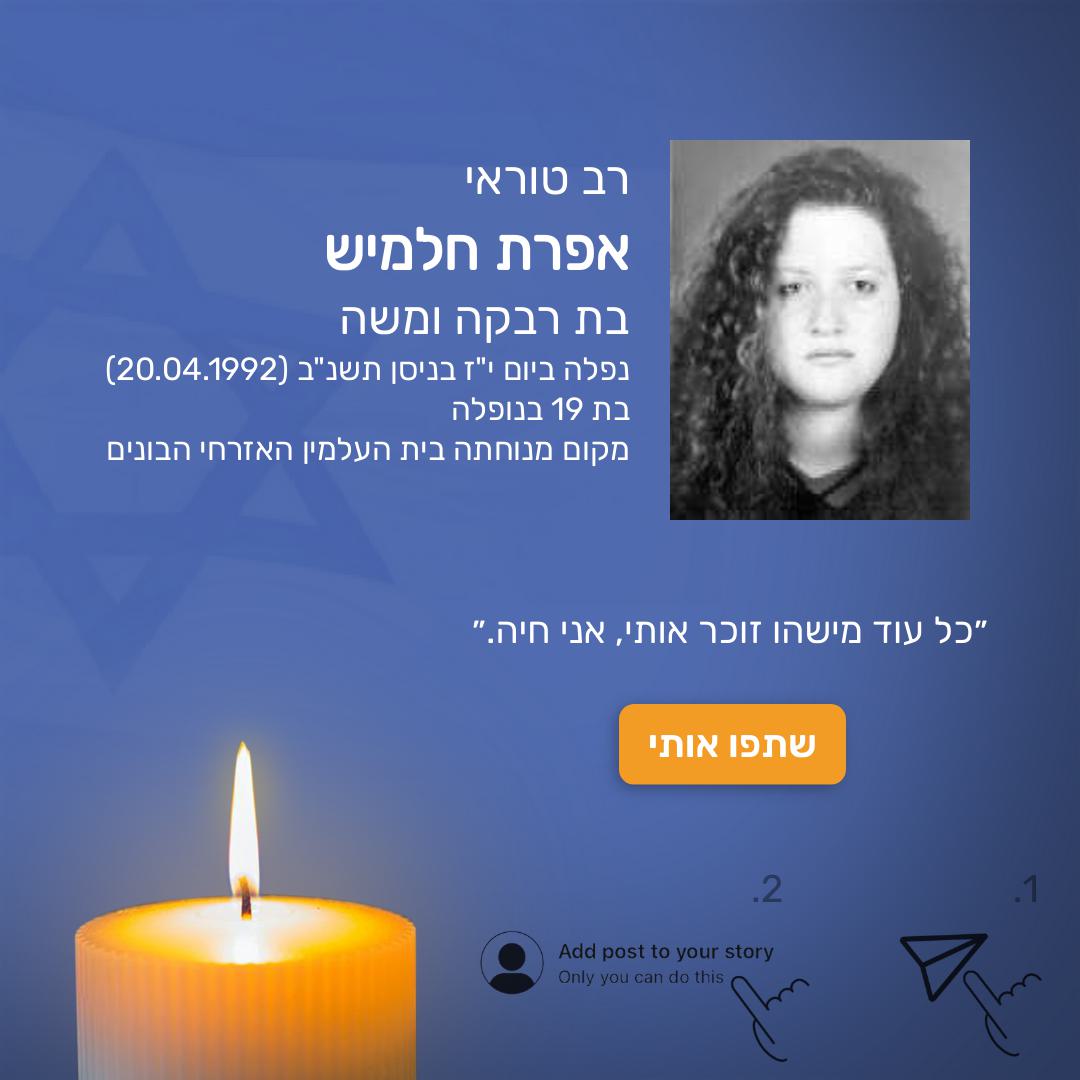 רב טוראי
אפרת חלמיש
בת רבקה ומשה
נפלה ביום י"ז בניסן תשנ"ב (20.04.1992)
בת 19 בנופלה
מקום מנוחתה בית העלמין האזרחי הבונים
״כל עוד מישהו זוכר אותי, אני חיה.״
שתפו אותי
1.
2.
Add post to your story
Only you can do this